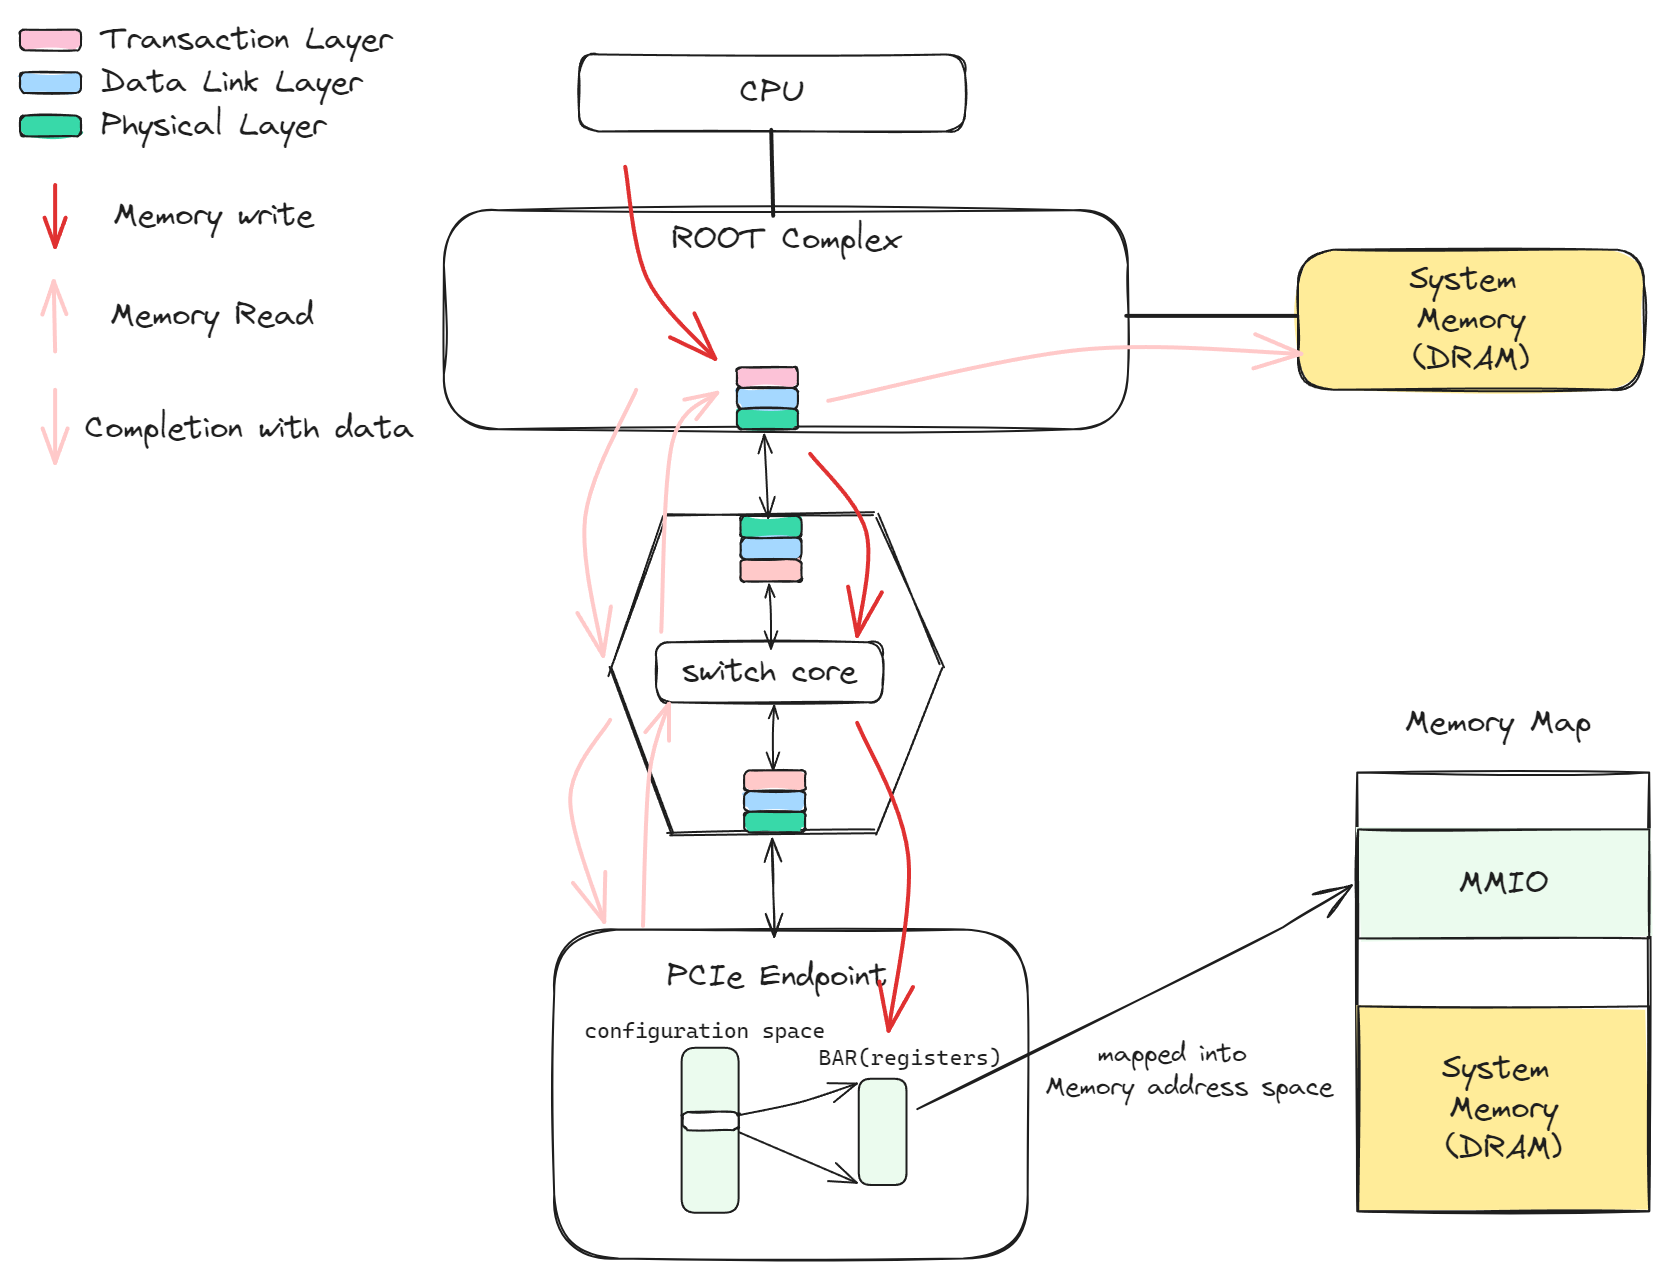 Transaction Layer
Data Link Layer
Physical Layer
Memory write
Memory Read
Completion with data
CPU
ROOT Complex
System
Memory
(DRAM)
switch core
PCIe Endpoint
configuration space
BAR(registers)
mapped into
Memory address space
Memory Map
MMIO
System
Memory
(DRAM)